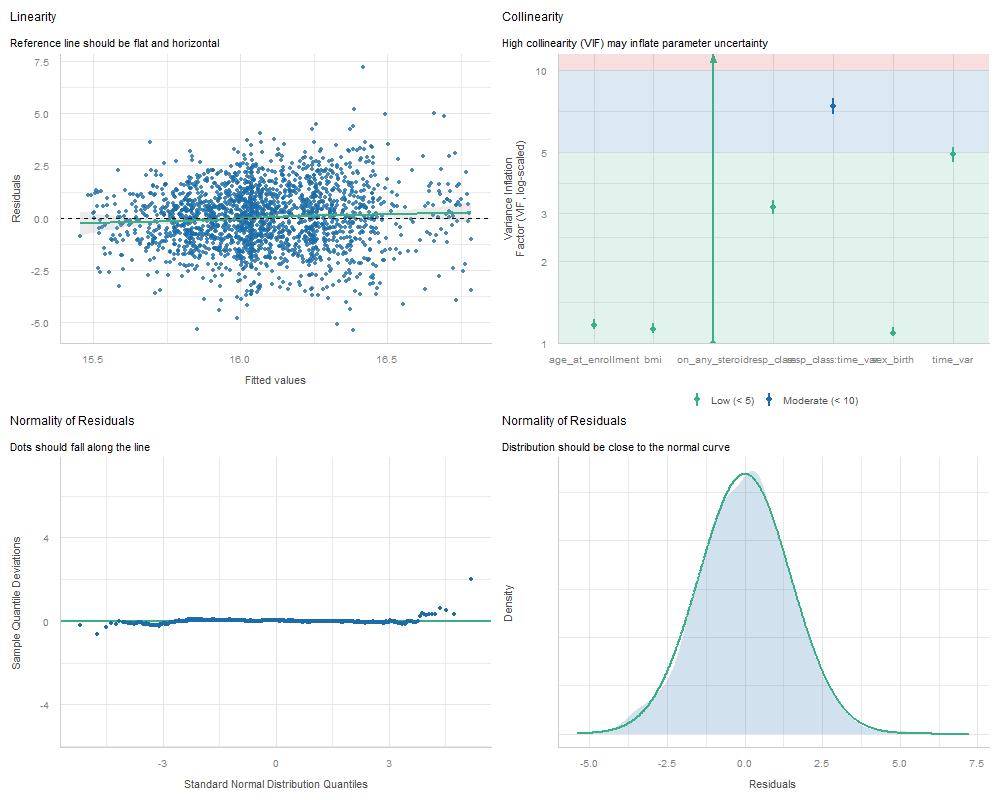 Linearity
Reference line should be flat and horizontal
7.5
5.0
2.5
0.0
-2.5
-5.0
Residuals
15.5
16.0
16.5
Fitted values
Collinearity
High collinearity (VIF) may inflate parameter uncertainty
10
5
3
2
1
Variance Inflation
Factor (VIF, log-scaled)
age_at_enrollment
bmi
on_any_steroid
resp_class
resp_class:time_var
sex_birth
time_var
Low (< 5)
Moderate (< 10)
Normality of Residuals
Dots should fall along the line
4
0
-4
Sample Quantile Deviations
-3
0
3
Standard Normal Distribution Quantiles
Normality of Residuals
Distribution should be close to the normal curve
Density
-5.0
-2.5
0.0
2.5
5.0
7.5
Residuals